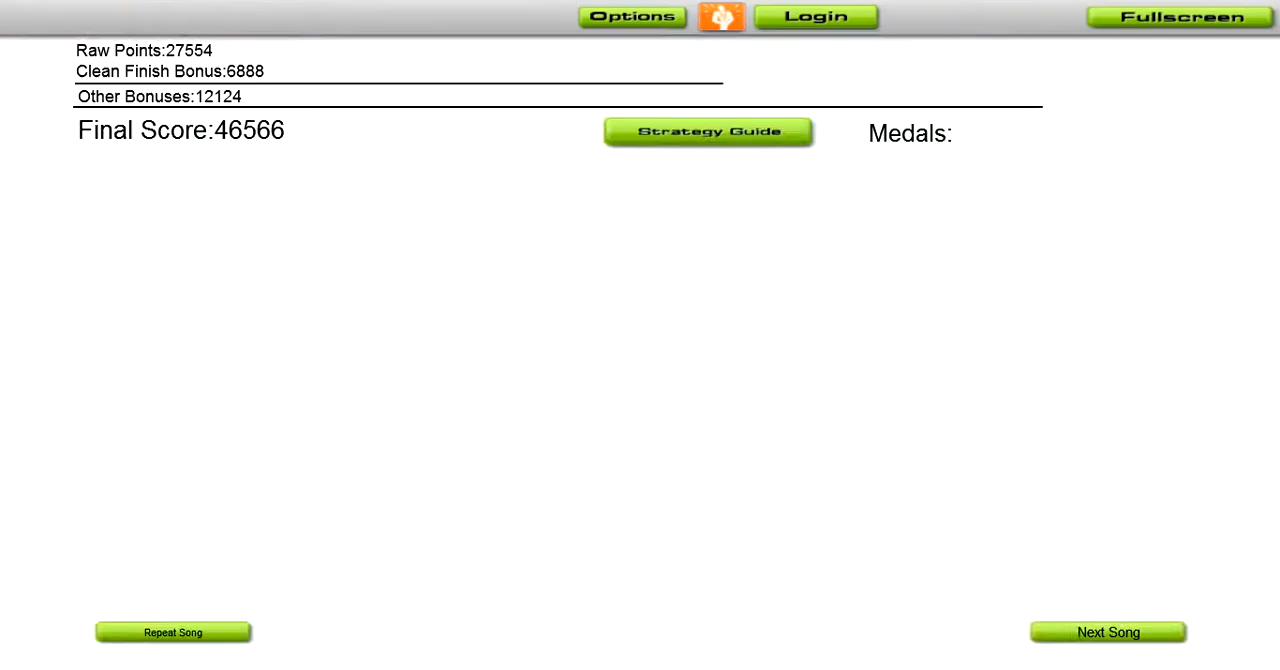 Options Login Fullscreen
Raw Points:27554
Clean Finish Bonus:6888
Other Bonuses:12124
Final Score:46566 Strategy Guide Medals:
Repeat Song Next Song